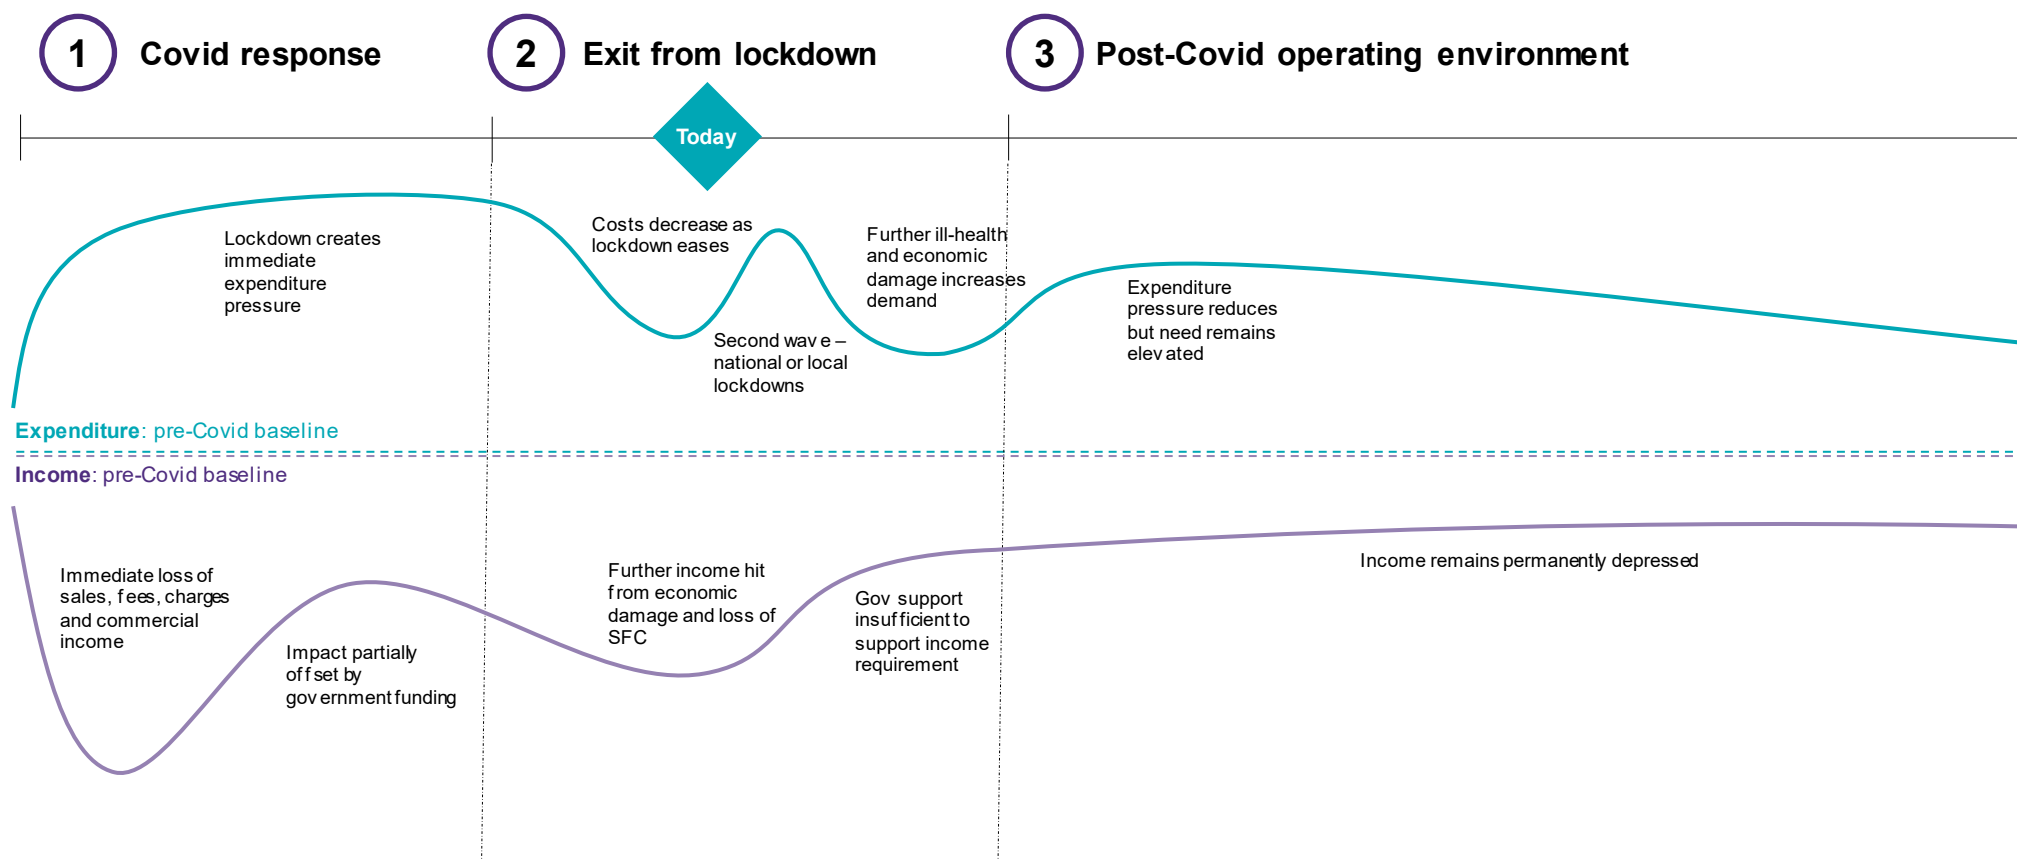 1 Covid response
2 Exit from lockdown
3 Post-Covid operating environment
Today
Lockdown creates
immediate
expenditure
pressure
Costs decrease as
lockdown eases
Second wave –
national or local
lockdowns
Further ill-health
and economic
damage increases
demand
Expenditure
pressure reduces
but need remains
elevated
Expenditure: pre-Covid baseline
Income: pre-Covid baseline
Immediate loss of
sales, fees, charges
and commercial
income
Impact partially
offset by
government funding
Further income hit
from economic
damage and loss of
SFC
Gov support
insufficient to
support income
requirement
Income remains permanently depressed